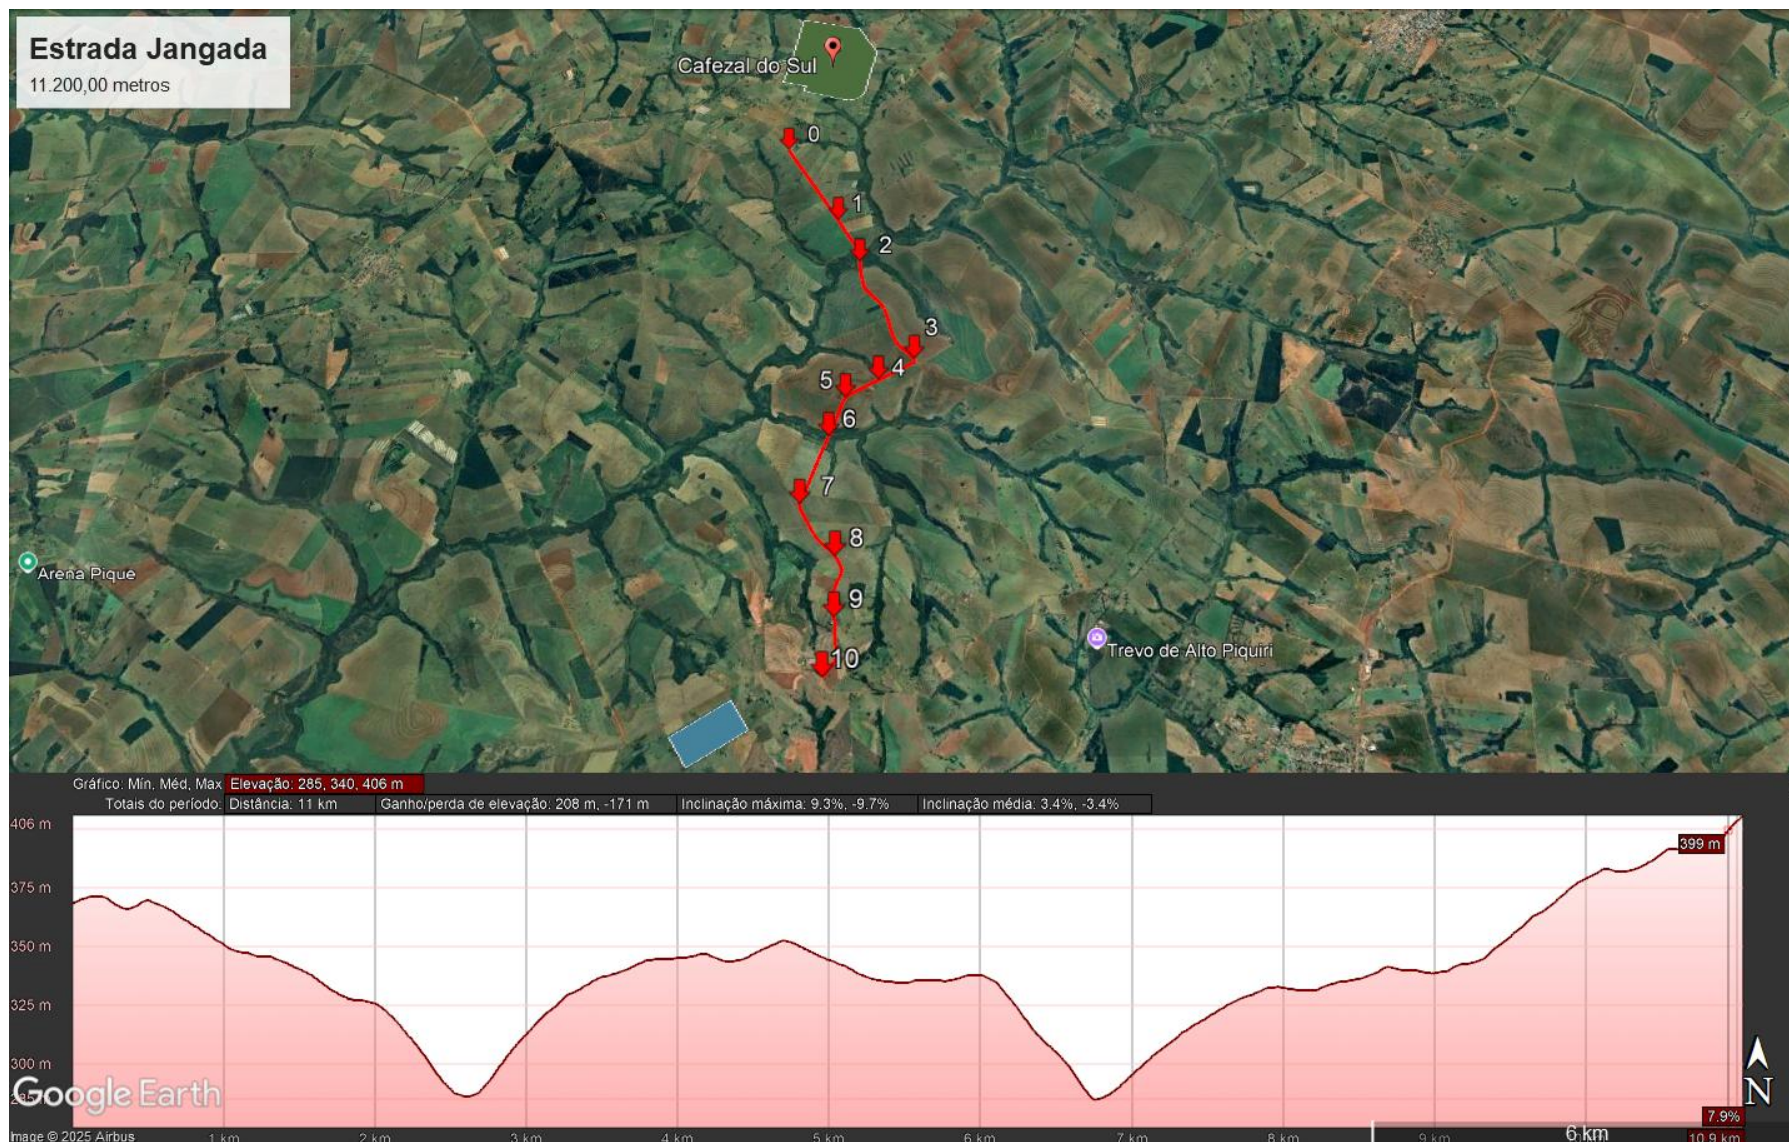 Estrada Jangada
11.200,00 metros
Cafezal do Sul
0
1
2
3
4
5
6
7
8
9
10
Arena Piquë
Trevo de Alto Piquiri
Gráfico: Mín, Méd, Max Elevação: 285, 340, 406 m
Totais do período: Distância: 11 km Ganho/perda de elevação: 208 m, -171 m Inclinação máxima: 9.3%, -9.7% Inclinação média: 3.4%, -3.4%
406 m
399 m
375 m
350 m
325 m
300 m
Google Earth
N
7.9%
Image © 2025 Airbus
1 km 2 km 3 km 4 km 5 km 6 km 7 km 8 km 9 km 6 km 10.9 km